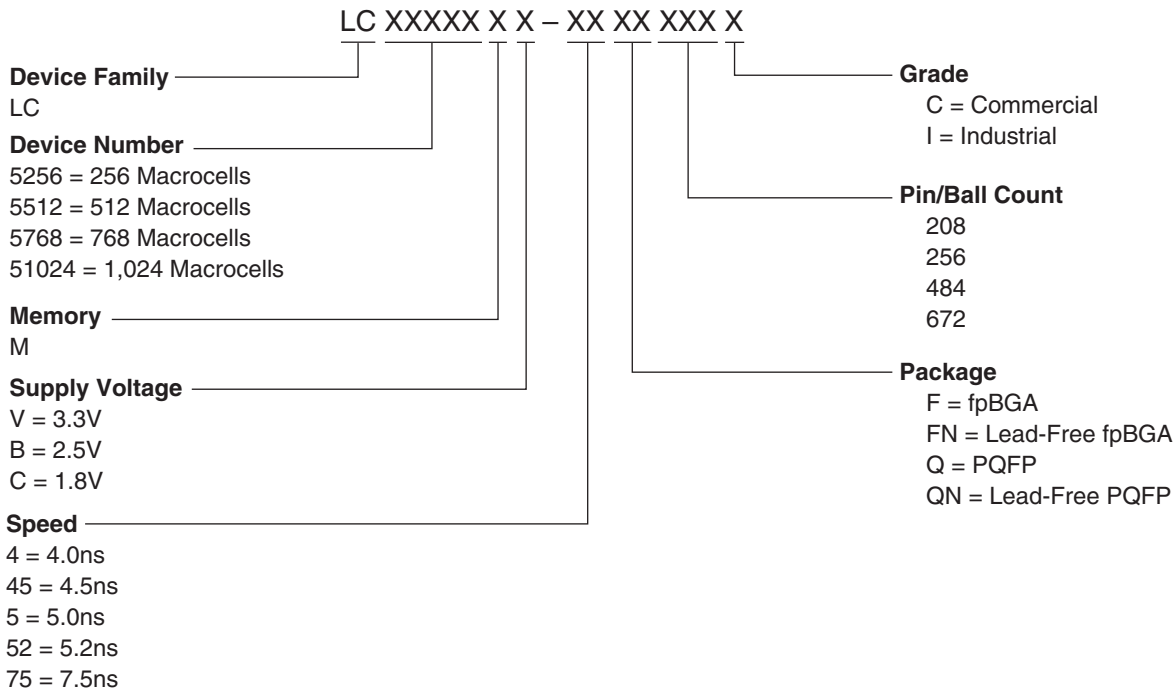 LC XXXXX X X – XX XX XXX X
Device Family
LC
Device Number
5256 = 256 Macrocells
5512 = 512 Macrocells
5768 = 768 Macrocells
51024 = 1,024 Macrocells
Memory
M
Supply Voltage
V = 3.3V
B = 2.5V
C = 1.8V
Speed
4 = 4.0ns
45 = 4.5ns
5 = 5.0ns
52 = 5.2ns
75 = 7.5ns
Grade
C = Commercial
I = Industrial
Pin/Ball Count
208
256
484
672
Package
F = fpBGA
FN = Lead-Free fpBGA
Q = PQFP
QN = Lead-Free PQFP